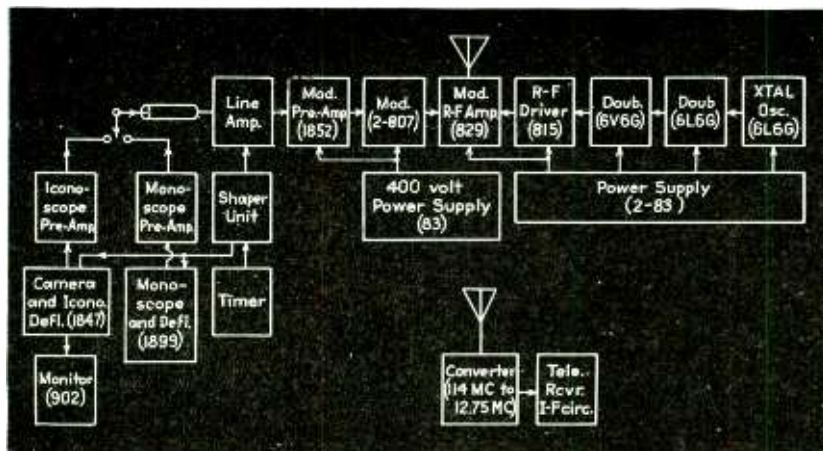 Line
Amp.
Mod.
Pre-Amp
(1852)
Mod.
(2-807)
Mod.
R-F Amp
(829)
R-F
Driver
(815)
Doub.
(6V6G)
Doub
(6L6G)
XTAL
Osc.
(6L6G)
Icono-
scope
Pre-Amp
Mono-
scope
Pre-Amp.
Shaper
Unit
400 volt
Power Supply
(83)
Power Supply
(2-83)
Camera
and Icono.
Defl.(1847)
Mono-
scope
and Defl.
(1899)
Timer
Monitor
(902)
Converter
(114 MC to
12.75 MC)
Tele.
Rcvr.
I-F circ.